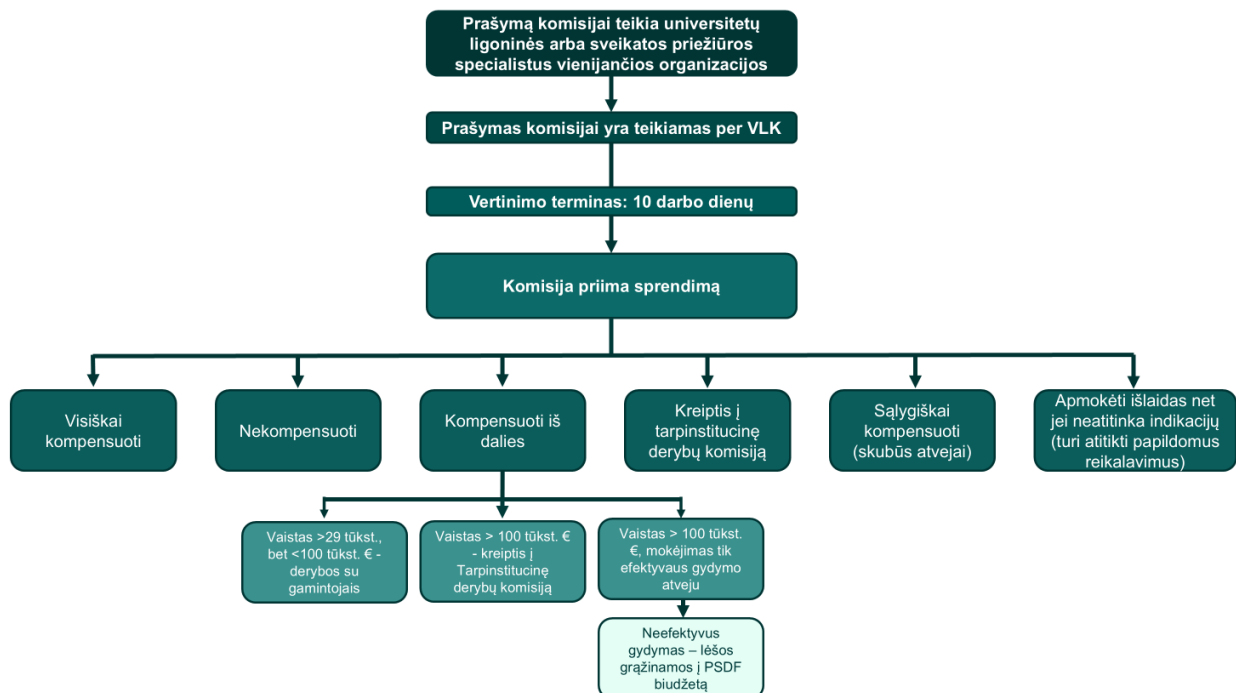 Prašymą komisijai teikia universitetų
ligoninės arba sveikatos priežiūros
specialistus vienijančios organizacijos
Prašymas komisijai yra teikiamas per VLK
Vertinimo terminas: 10 darbo dienų
Komisija priima sprendimą
Visiškai
kompensuoti
Nekompensuoti
Kompensuoti iš
dalies
Kreiptis į
tarpinstitucinę
derybų komisiją
Sąlygiškai
kompensuoti
(skubūs atvejai)
Apmokėti išlaidas net
jei neatitinka indikacijų
(turi atitikti papildomus
reikalavimus)
Vaistas >29 tūkst.,
bet <100 tūkst. € -
derybos su
gamintojais
Vaistas > 100 tūkst. €
- kreiptis į
Tarpinstitucinę
derybų komisiją
Vaistas > 100 tūkst.
€, mokėjimas tik
efektyvaus gydymo
atveju
Neefektyvus
gydymas – lėšos
grąžinamos į PSDF
biudžetą